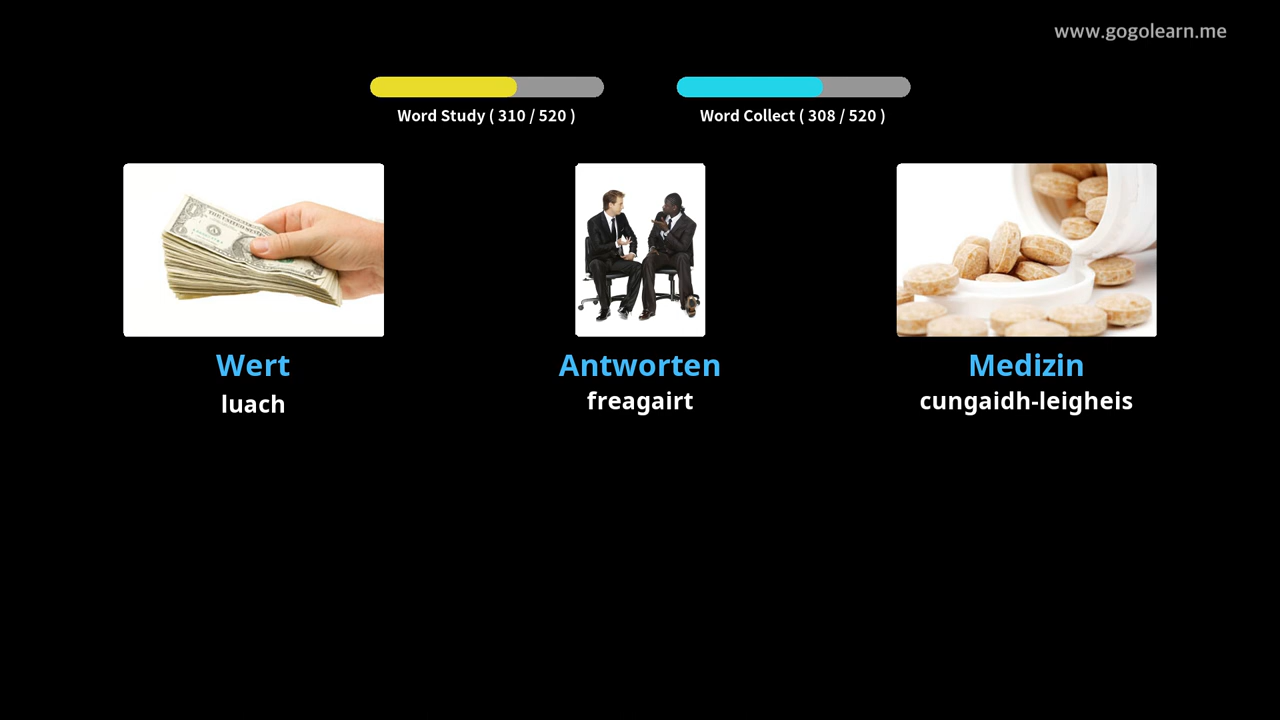 www.gogolearn.me
Word Study ( 310 / 520 )
Word Collect ( 308 / 520 )
Wert
luach
Antworten
freagairt
Medizin
cungaidh-leigheis